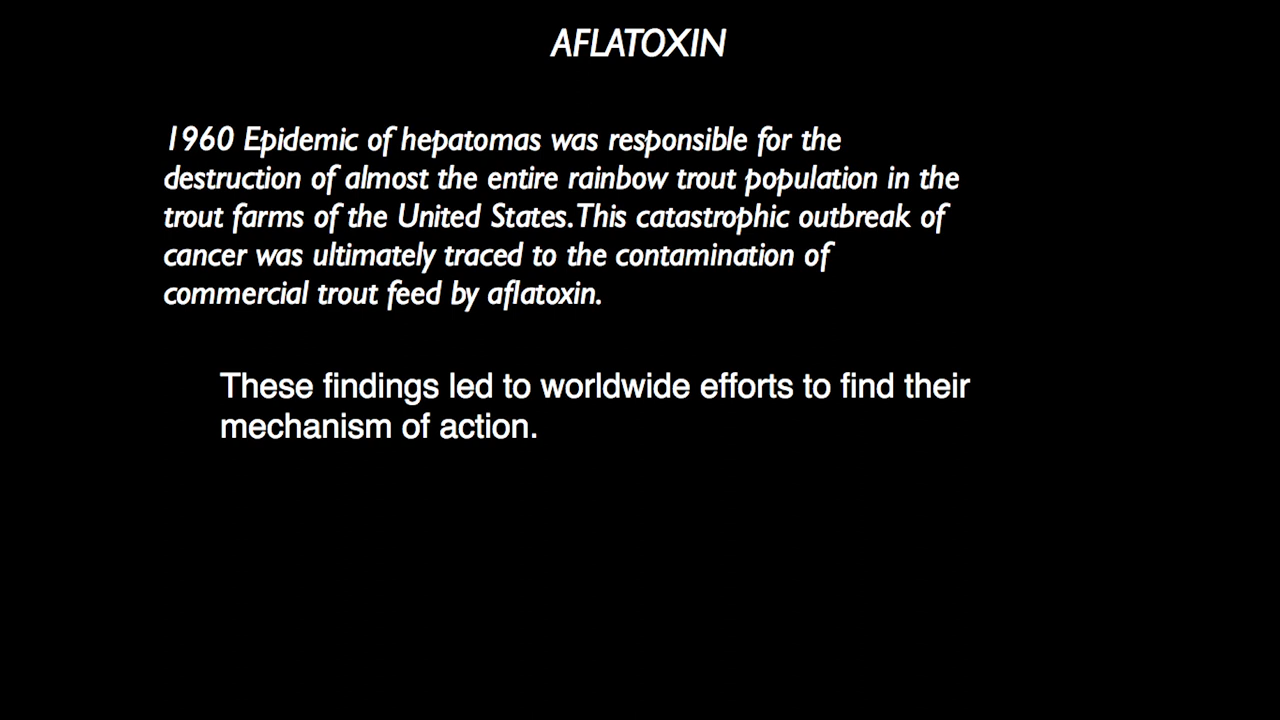 AFLATOXIN
1960 Epidemic of hepatomas was responsible for the
destruction of almost the entire rainbow trout population in the
trout farms of the United States.This catastrophic outbreak of
cancer was ultimately traced to the contamination of
commercial trout feed by aflatoxin.
These findings led to worldwide efforts to find their
mechanism of action.